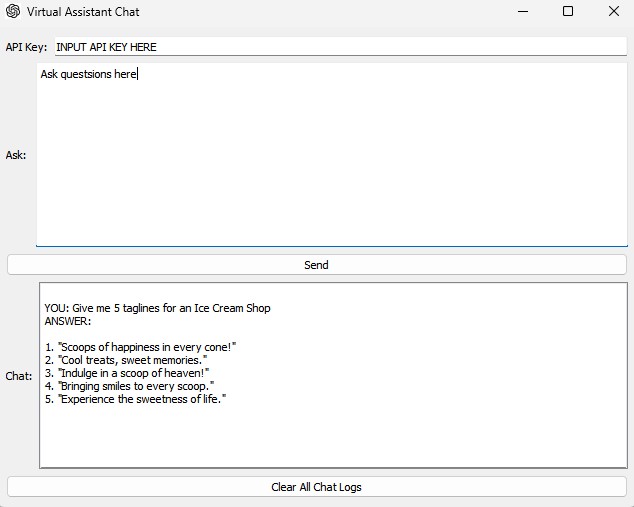 Virtual Assistant Chat
API Key: INPUT API KEY HERE
Ask questsions here
Ask:
Send
YOU: Give me 5 taglines for an Ice Cream Shop
ANSWER:
1. "Scoops of happiness in every cone!"
2. "Cool treats, sweet memories."
3. "Indulge in a scoop of heaven!"
Chat:
4. "Bringing smiles to every scoop."
5. "Experience the sweetness of life."
Clear All Chat Logs